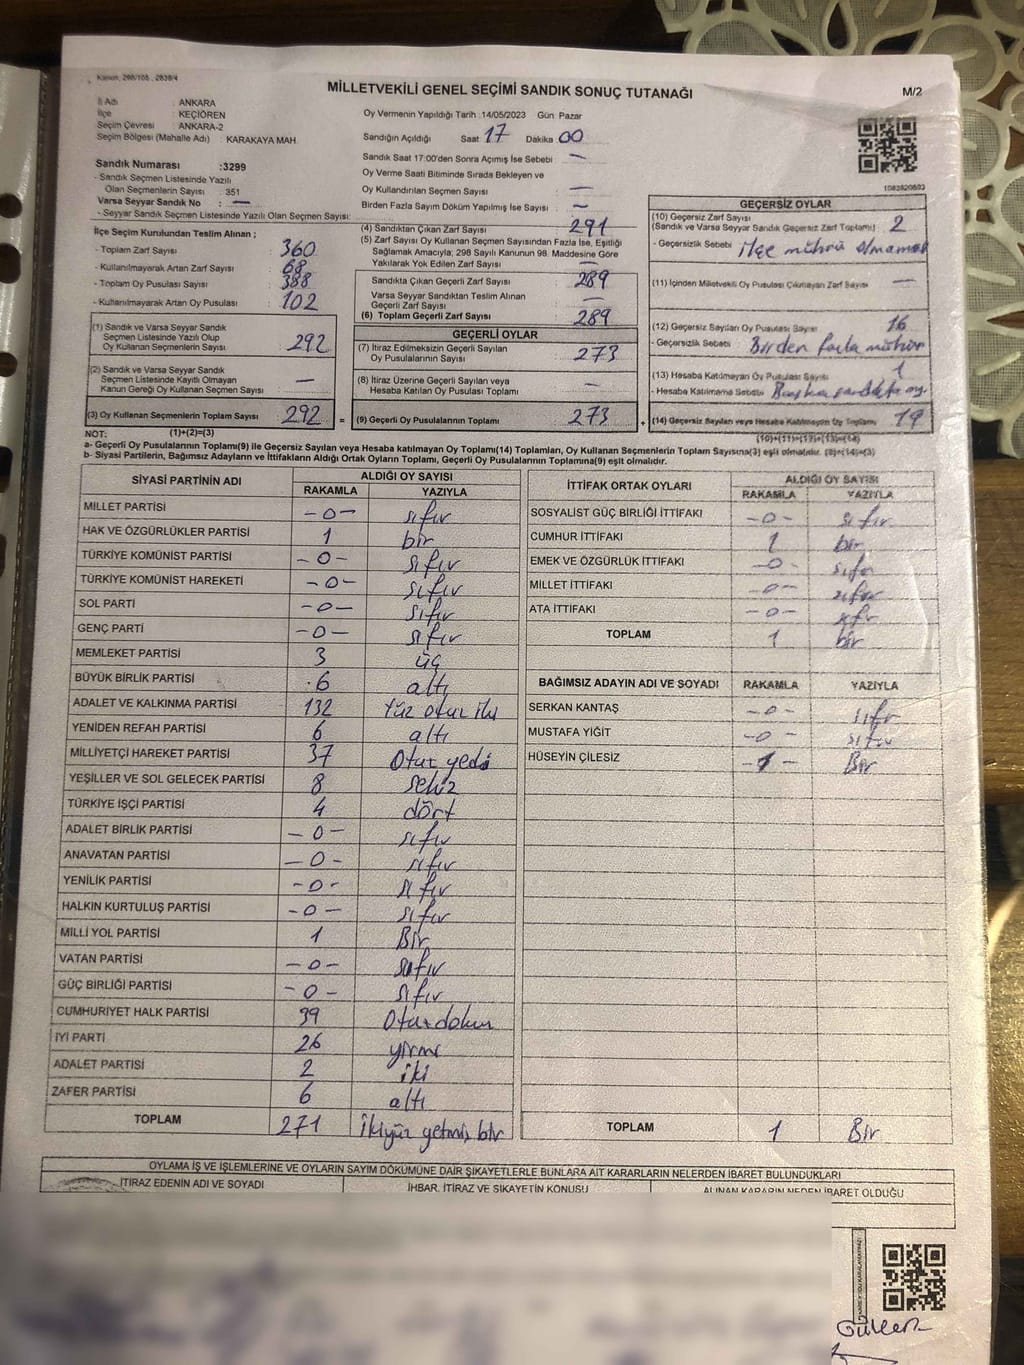 Kanun, 298/105 , 2839/4
MİLLETVEKİLİ GENEL SEÇİMİ SANDIK SONUÇ TUTANAĞI
M/2
İl Adı : ANKARA
İlçe : KEÇİÖREN
Seçim Çevresi : ANKARA-2
Seçim Bölgesi (Mahalle Adı) : KARAKAYA MAH.
Oy Vermenin Yapıldığı Tarih :14/05/2023 Gün Pazar
Sandığın Açıldığı Saat 17 Dakika 00
Sandık Saat 17:00'den Sonra Açılmış İse Sebebi —
Oy Verme Saati Bitiminde Sırada Bekleyen ve
Oy Kullandırılan Seçmen Sayısı —
Birden Fazla Sayım Döküm Yapılmış İse Sayısı —
1083820803
Sandık Numarası :3299
- Sandık Seçmen Listesinde Yazılı
Olan Seçmenlerin Sayısı : 351
Varsa Seyyar Sandık No : —
- Seyyar Sandık Seçmen Listesinde Yazılı Olan Seçmen Sayısı:
İlçe Seçim Kurulundan Teslim Alınan ;
- Toplam Zarf Sayısı : 360
- Kullanılmayarak Artan Zarf Sayısı : 68
- Toplam Oy Pusulası : 388
- Kullanılmayarak Artan Oy Pusulası : 102
(1) Sandık ve Varsa Seyyar Sandık
Seçmen Listesinde Yazılı Olup
Oy Kullanan Seçmenlerin Sayısı : 292
(2) Sandık ve Varsa Seyyar Sandık
Seçmen Listesinde Kayıtlı Olmayan
Kanun Gereği Oy Kullanan Seçmen Sayısı : —
(3) Oy Kullanan Seçmenlerin Toplam Sayısı 292 =
(4) Sandıktan Çıkan Zarf Sayısı 291
(5) Zarf Sayısı Oy Kullanan Seçmen Sayısından Fazla İse, Eşitliği
Sağlamak Amacıyla; 298 Sayılı Kanunun 98. Maddesine Göre
Yakılarak Yok Edilen Zarf Sayısı —
Sandıkta Çıkan Geçerli Zarf Sayısı 289
Varsa Seyyar Sandıktan Teslim Alınan
Geçerli Zarf Sayısı —
(6) Toplam Geçerli Zarf Sayısı 289
GEÇERLİ OYLAR
(7) İtiraz Edilmeksizin Geçerli Sayılan
Oy Pusulalarının Sayısı : 273
(8) İtiraz Üzerine Geçerli Sayılan veya
Hesaba Katılan Oy Pusulası Toplamı —
(9) Geçerli Oy Pusulalarının Toplamı 273 +
GEÇERSİZ OYLAR
(10) Geçersiz Zarf Sayısı
(Sandık ve Varsa Seyyar Sandık Geçersiz Zarf Toplamı) 2
- Geçersizlik Sebebi ilçe mührü olmaması
(11) İçinden Milletvekili Oy Pusulası Çıkmayan Zarf Sayısı —
(12) Geçersiz Sayılan Oy Pusulası Sayısı 16
- Geçersizlik Sebebi Birden fazla mühür
(13) Hesaba Katılmayan Oy Pusulası Sayısı 1
- Hesaba Katılmama Sebebi Başka sandıkta oy
(14) Geçersiz Sayılan veya Hesaba Katılmayan Oy Toplamı 19
NOT: (1)+(2)=(3)
(10)+(11)+(12)+(13)=(14)
a- Geçerli Oy Pusulalarının Toplamı(9) ile Geçersiz Sayılan veya Hesaba katılmayan Oy Toplamı(14) Toplamları, Oy Kullanan Seçmenlerin Toplam Sayısına(3) eşit olmalıdır. (9)+(14)=(3)
b- Siyasi Partilerin, Bağımsız Adayların ve İttifakların Aldığı Ortak Oyların Toplamı, Geçerli Oy Pusulalarının Toplamına(9) eşit olmalıdır.
SİYASİ PARTİNİN ADI ALDIĞI OY SAYISI
RAKAMLA YAZIYLA
MİLLET PARTİSİ -0- sıfır
HAK VE ÖZGÜRLÜKLER PARTİSİ 1 bir
TÜRKİYE KOMÜNİST PARTİSİ -0- sıfır
TÜRKİYE KOMÜNİST HAREKETİ -0- sıfır
SOL PARTİ -0- sıfır
GENÇ PARTİ -0- sıfır
MEMLEKET PARTİSİ 3 üç
BÜYÜK BİRLİK PARTİSİ 6 altı
ADALET VE KALKINMA PARTİSİ 132 Yüz otuz iki
YENİDEN REFAH PARTİSİ 6 altı
MİLLİYETÇİ HAREKET PARTİSİ 37 Otuz yedi
YEŞİLLER VE SOL GELECEK PARTİSİ 8 sekiz
TÜRKİYE İŞÇİ PARTİSİ 4 dört
ADALET BİRLİK PARTİSİ -0- sıfır
ANAVATAN PARTİSİ -0- sıfır
YENİLİK PARTİSİ -0- sıfır
HALKIN KURTULUŞ PARTİSİ -0- sıfır
MİLLİ YOL PARTİSİ 1 Bir
VATAN PARTİSİ -0- sıfır
GÜÇ BİRLİĞİ PARTİSİ -0- sıfır
CUMHURİYET HALK PARTİSİ 39 Otuzdokuz
İYİ PARTİ 26 yirmi
ADALET PARTİSİ 2 iki
ZAFER PARTİSİ 6 altı
TOPLAM 271 İkiyüz yetmiş bir
İTTİFAK ORTAK OYLARI ALDIĞI OY SAYISI
RAKAMLA YAZIYLA
SOSYALİST GÜÇ BİRLİĞİ İTTİFAKI -0- sıfır
CUMHUR İTTİFAKI 1 bir
EMEK VE ÖZGÜRLÜK İTTİFAKI -0- sıfır
MİLLET İTTİFAKI -0- sıfır
ATA İTTİFAKI -0- sıfır
TOPLAM 1 bir
BAĞIMSIZ ADAYIN ADI VE SOYADI RAKAMLA YAZIYLA
SERKAN KANTAŞ -0- sıfır
MUSTAFA YİĞİT -0- sıfır
HÜSEYİN ÇİLESİZ -1- Bir
TOPLAM 1 Bir
OYLAMA İŞ VE İŞLEMLERİNE VE OYLARIN SAYIM DÖKÜMÜNE DAİR ŞİKAYETLERLE BUNLARA AİT KARARLARIN NELERDEN İBARET BULUNDUKLARI
İTİRAZ EDENİN ADI VE SOYADI İHBAR, İTİRAZ VE ŞİKAYETİN KONUSU ALINAN KARARIN NEDEN İBARET OLDUĞU